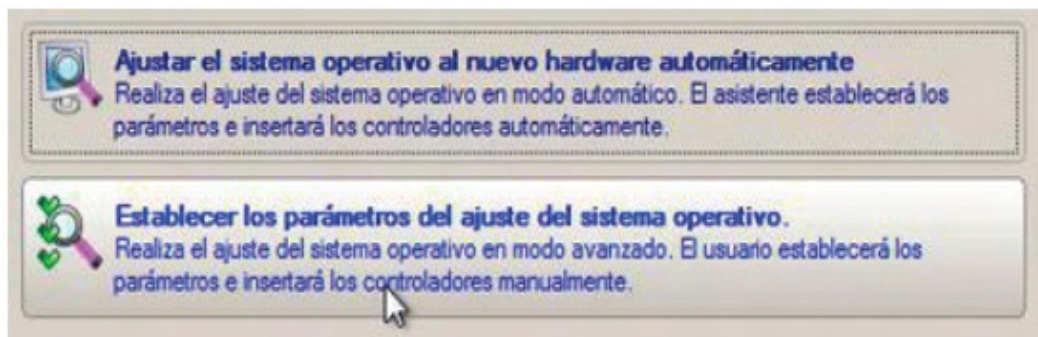 Ajustar el sistema operativo al nuevo hardware automáticamente
Realiza el ajuste del sistema operativo en modo automático. El asistente establecerá los
parámetros e insertará los controladores automáticamente.
Establecer los parámetros del ajuste del sistema operativo.
Realiza el ajuste del sistema operativo en modo avanzado. El usuario establecerá los
parámetros e insertará los controladores manualmente.